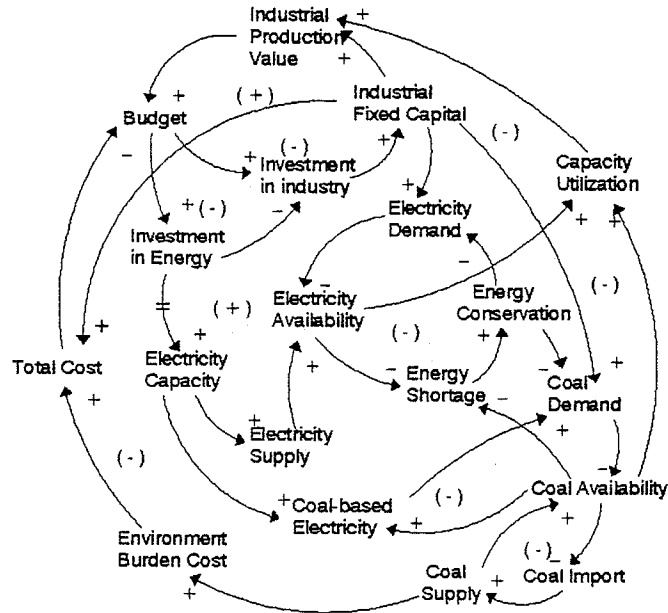 Industrial
Production
Value
+
+
Industrial
Fixed Capital
+
(+)
(-)
Budget
-
+
(-)
+
Investment
in industry
Capacity
Utilization
+
+
+
(-)
-
Electricity
Demand
+
+
Investment
in Energy
-
(-)
=
(+)
-
Electricity
Availability
Energy
Conservation
+
+
(-)
+
+
Total Cost
Electricity
Capacity
+
-
Energy
Shortage
-
-
Coal
Demand
+
+
Electricity
Supply
+
(-)
-
+
Coal-based
Electricity
(-)
+
Coal Availability
+
Environment
Burden Cost
(-)
-
+
Coal
Supply
+
Coal Import